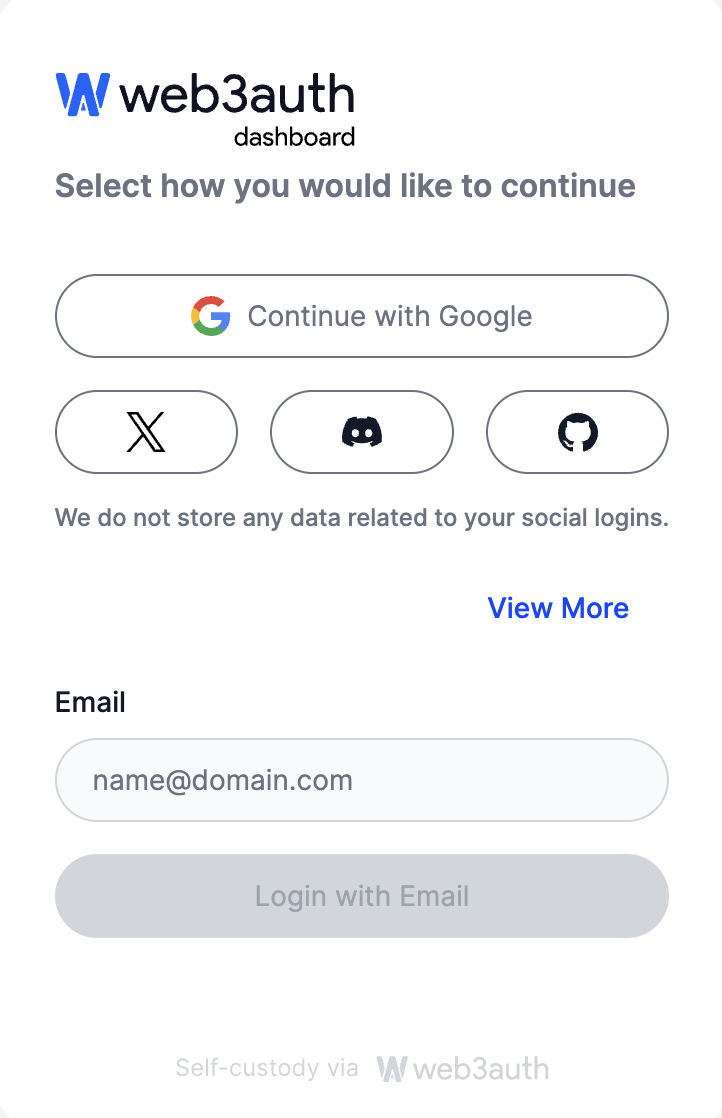 web3auth
dashboard
Select how you would like to continue
Continue with Google
We do not store any data related to your social logins.
View More
Email
name@domain.com
Login with Email
Self-custody via web3auth